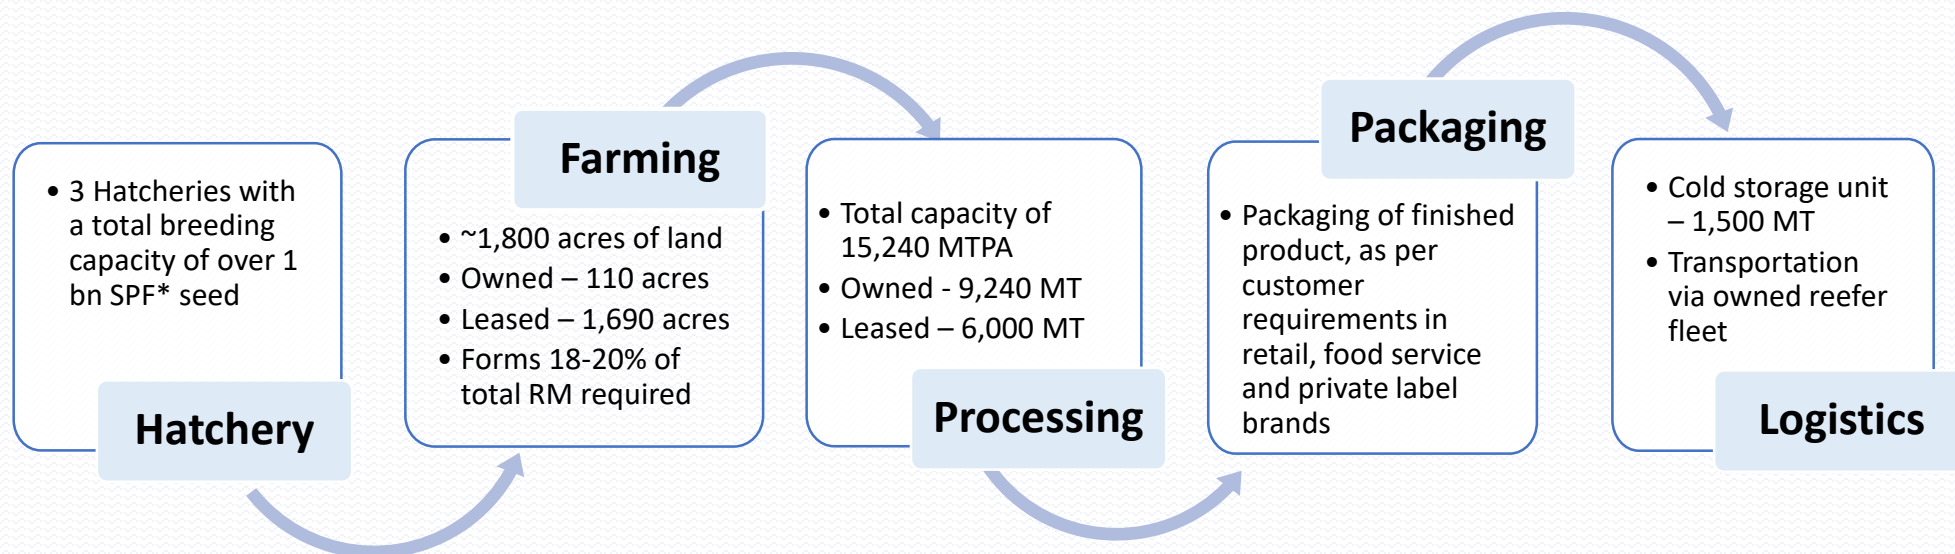 • 3 Hatcheries with
a total breeding
capacity of over 1
bn SPF* seed
Hatchery
Farming
• ~1,800 acres of land
• Owned – 110 acres
• Leased – 1,690 acres
• Forms 18-20% of
total RM required
• Total capacity of
15,240 MTPA
• Owned - 9,240 MT
• Leased – 6,000 MT
Processing
Packaging
• Packaging of finished
product, as per
customer
requirements in
retail, food service
and private label
brands
• Cold storage unit
– 1,500 MT
• Transportation
via owned reefer
fleet
Logistics